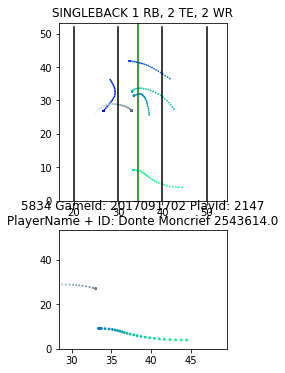 SINGLEBACK 1 RB, 2 TE, 2 WR
50
40
30
20
10
0
20 30 40 50
5834 GameId: 2017091702 PlayId: 2147
PlayerName + ID: Donte Moncrief 2543614.0
40
20
0
30 35 40 45